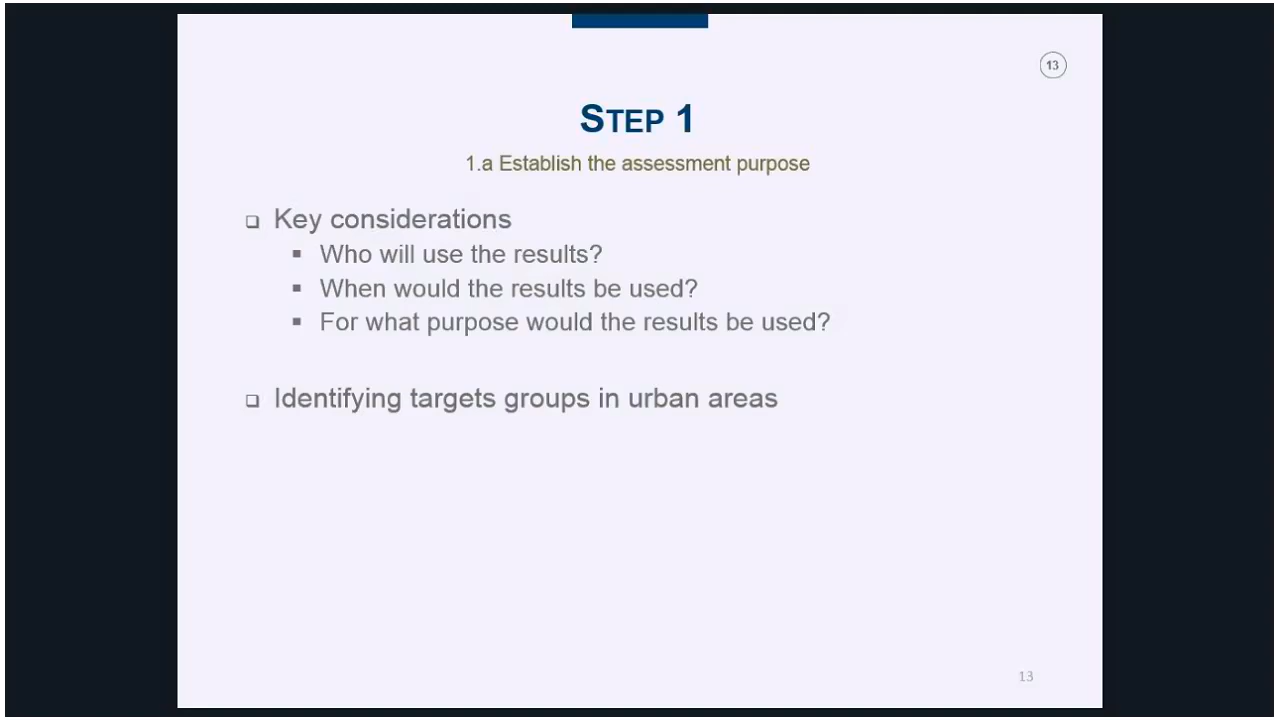 13
STEP 1
1.a Establish the assessment purpose
Key considerations
Who will use the results?
When would the results be used?
For what purpose would the results be used?
Identifying targets groups in urban areas
13